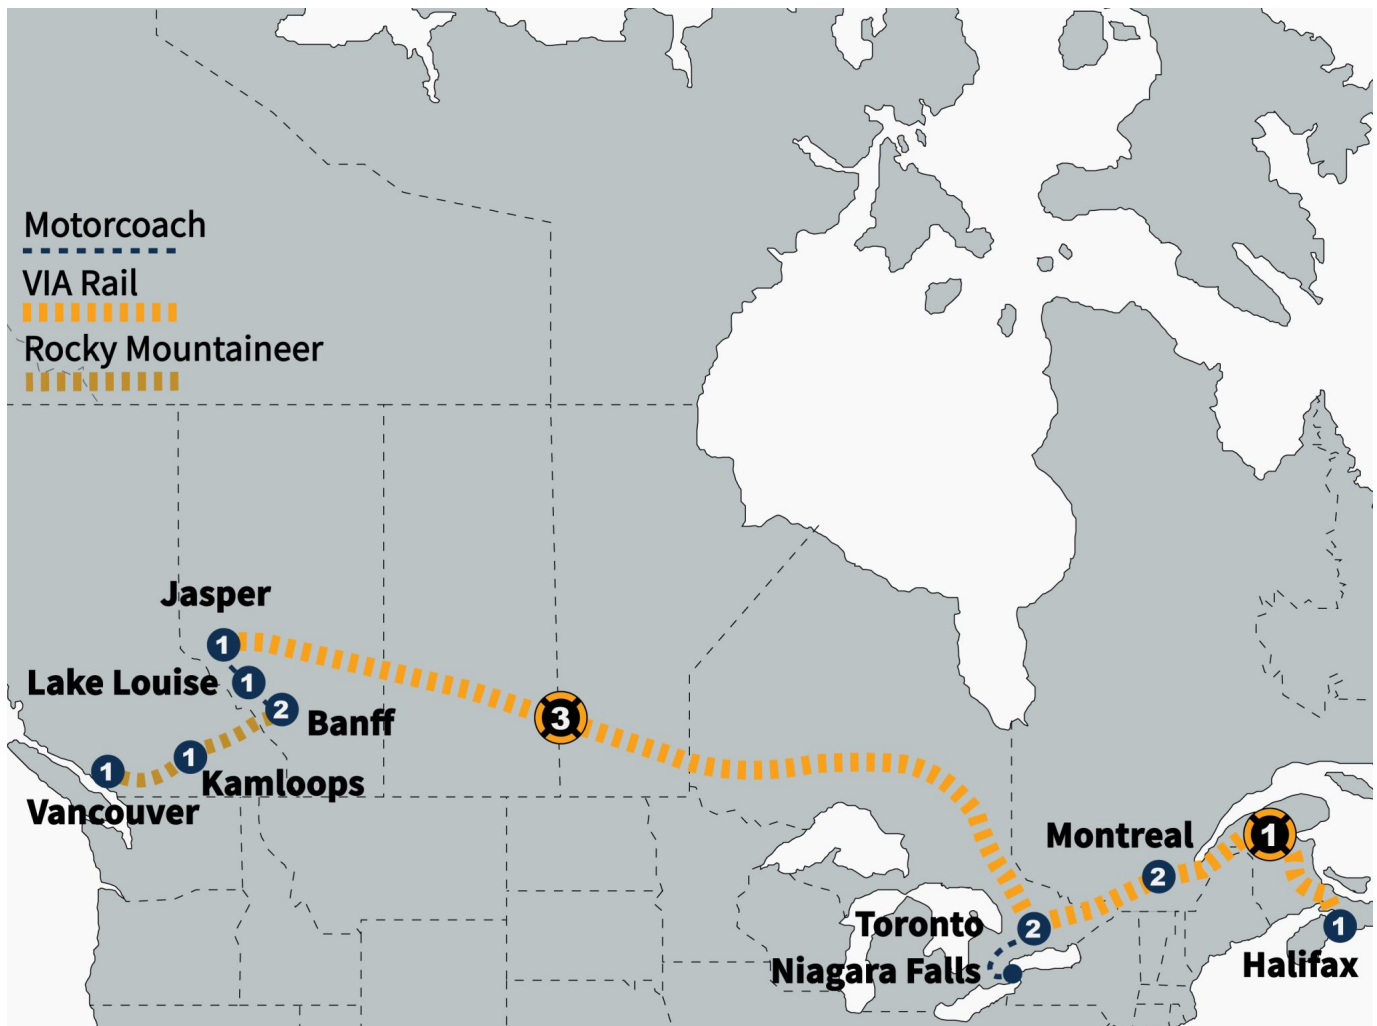 Motorcoach
VIA Rail
Rocky Mountaineer
Jasper
1
Lake Louise
1
2
Banff
3
1
Kamloops
1
Vancouver
Montreal
1
2
Toronto
2
1
Niagara Falls
Halifax